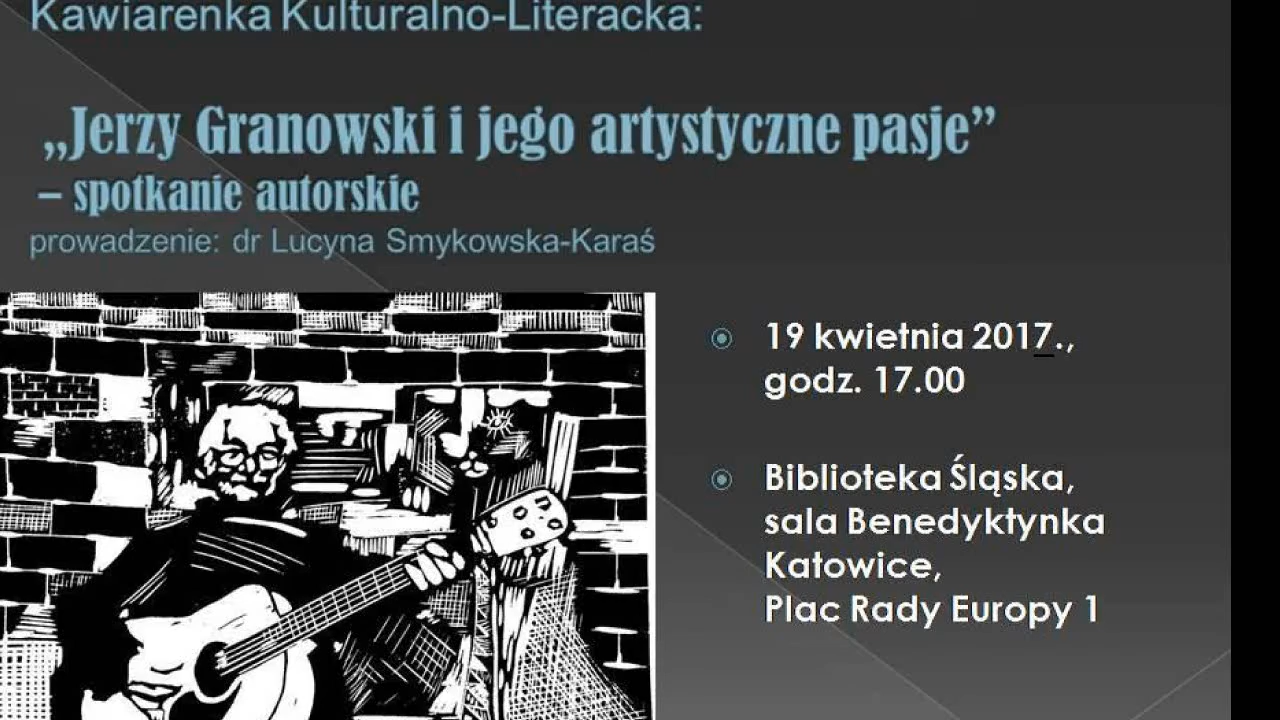 Kawiarenka Kulturalno-Literacka:
„Jerzy Granowski i jego artystyczne pasje”
– spotkanie autorskie
prowadzenie: dr Lucyna Smykowska-Karaś
19 kwietnia 2017.,
godz. 17.00
Biblioteka Śląska,
sala Benedyktynka
Katowice,
Plac Rady Europy 1